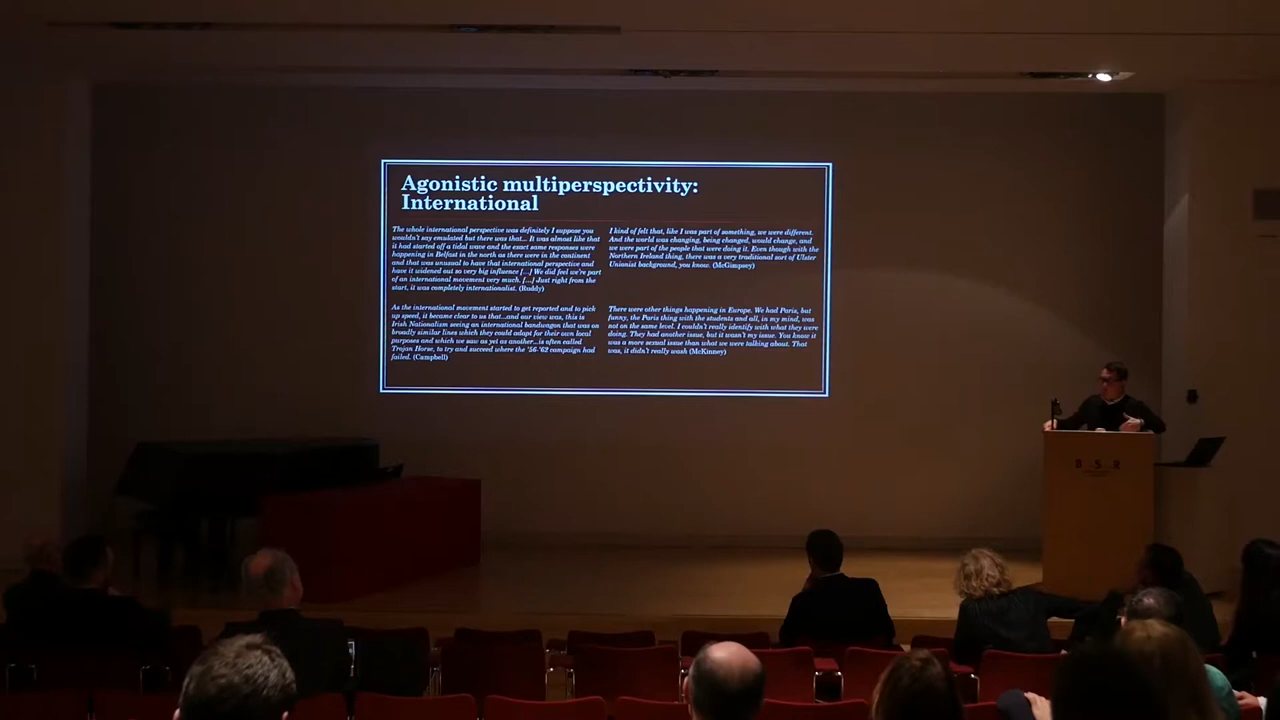 Agonistic multiperspectivity:
International
The whole international perspective was definitely I suppose you
wouldn't say emulated but there was that... It was almost like that
it had started off a tidal wave and the exact same responses were
happening in Belfast in the north as there were in the continent
and that was unusual to have that international perspective and
have it widened out so very big influence [...] We did feel we're part
of an international movement very much. [...] Just right from the
start, it was completely internationalist. (Ruddy)
I kind of felt that, like I was part of something, we were different.
And the world was changing, being changed, would change, and
we were part of the people that were doing it. Even though with the
Northern Ireland thing, there was a very traditional sort of Ulster
Unionist background, you know. (McGimpsey)
As the international movement started to get reported and to pick
up speed, it became clear to us that...and our view was, this is
Irish Nationalism seeing an international bandwagon that was on
broadly similar lines which they could adapt for their own local
purposes and which we saw as yet as another...is often called
Trojan Horse, to try and succeed where the '56-'62 campaign had
failed. (Campbell)
There were other things happening in Europe. We had Paris, but
funny, the Paris thing with the students and all, in my mind, was
not on the same level. I couldn't really identify with what they were
doing. They had another issue, but it wasn't my issue. You know it
was a more sexual issue than what we were talking about. That
was, it didn't really wash (McKinney)
B S R